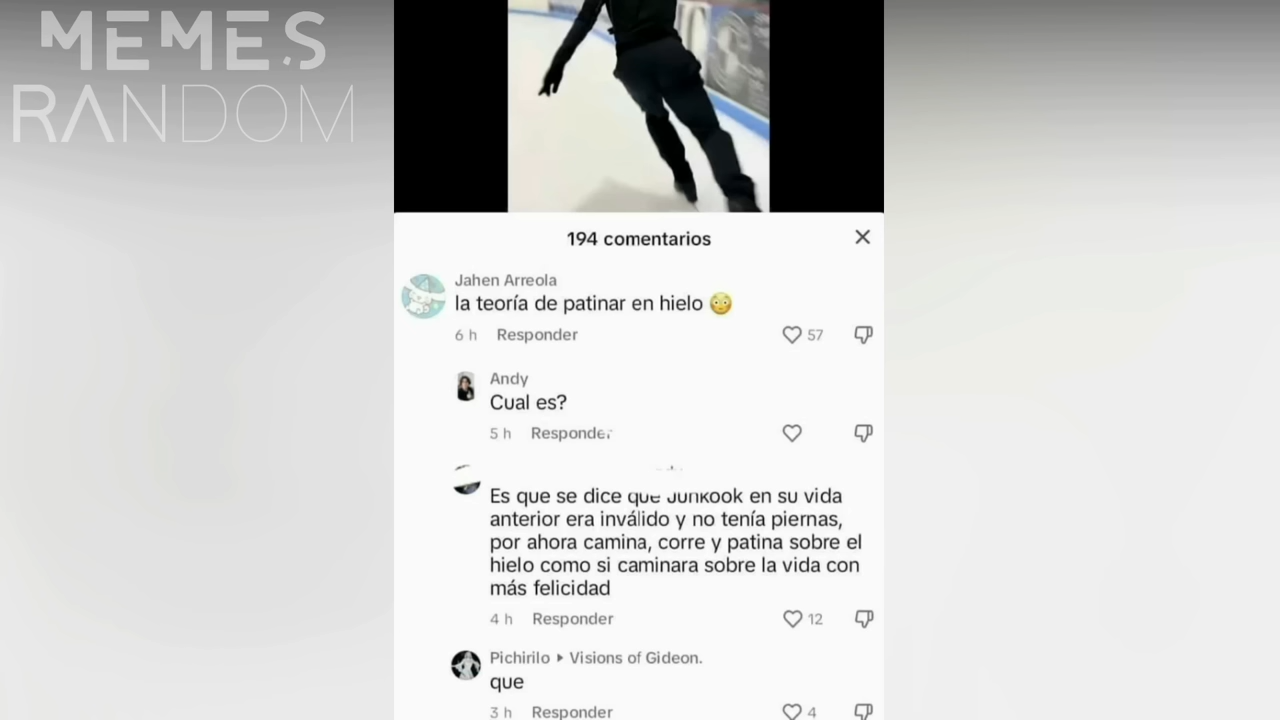 MEMES
RANDOM
194 comentarios
Jahen Arreola
la teoría de patinar en hielo 😳
6 h Responder 57
Andy
Cual es?
5 h Responder
Es que se dice que Junkook en su vida
anterior era inválido y no tenía piernas,
por ahora camina, corre y patina sobre el
hielo como si caminara sobre la vida con
más felicidad
4 h Responder 12
Pichirilo ▸ Visions of Gideon.
que
3 h Responder 4